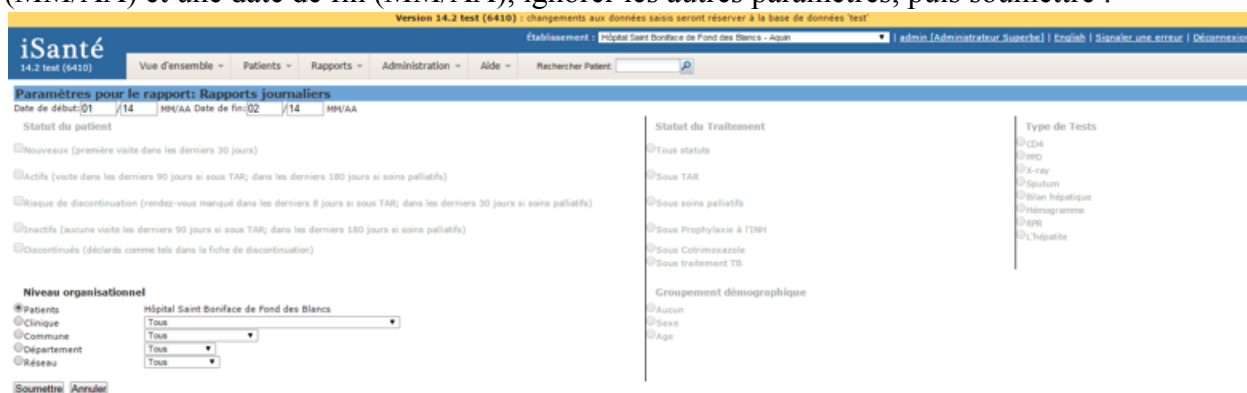 (MM/AA) et une date de fin (MM/AA), ignorer les autres paramètres, puis soumettre :
Version 14.2 test (6410) : changements aux données saisis seront réserver à la base de données 'test'
iSanté
14.2 test (6410)
Établissement : Hôpital Saint Boniface de Fond des Blancs - Aquin | admin [Administrateur Superbe] | English | Signaler une erreur | Déconnexion
Vue d'ensemble Patients Rapports Administration Aide Rechercher Patient:
Paramètres pour le rapport: Rapports journaliers
Date de début: 01 /14 MM/AA Date de fin: 02 /14 MM/AA
Statut du patient
Nouveaux (première visite dans les derniers 30 jours)
Actifs (visite dans les derniers 90 jours si sous TAR; dans les derniers 180 jours si soins palliatifs)
Risque de discontinuation (rendez-vous manqué dans les derniers 8 jours si sous TAR; dans les derniers 30 jours si soins palliatifs)
Inactifs (aucune visite les derniers 90 jours si sous TAR; dans les derniers 180 jours si soins palliatifs)
Discontinués (déclarés comme tels dans la fiche de discontinuation)
Statut du Traitement
Tous statuts
Sous TAR
Sous soins palliatifs
Sous Prophylaxie à l'INH
Sous Cotrimoxazole
Sous traitement TB
Type de Tests
CD4
PPD
X-ray
Sputum
Bilan hépatique
Hémogramme
RPR
L'hépatite
Niveau organisationnel
Patients Hôpital Saint Boniface de Fond des Blancs
Clinique Tous
Commune Tous
Département Tous
Réseau Tous
Groupement démographique
Aucun
Sexe
Age
Soumettre Annuler